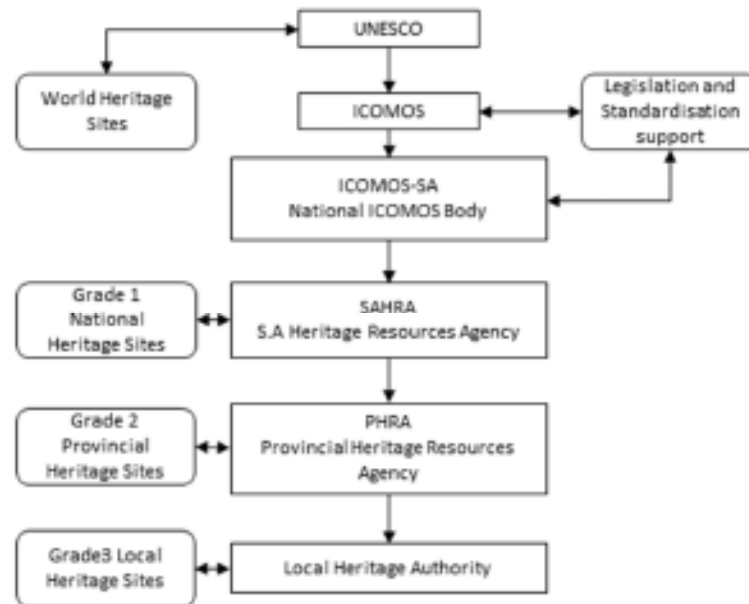 UNESCO
World Heritage
Sites
ICOMOS
Legislation and
Standardisation
support
ICOMOS-SA
National ICOMOS Body
Grade 1
National
Heritage Sites
SAHRA
S.A Heritage Resources Agency
Grade 2
Provincial
Heritage Sites
PHRA
Provincial Heritage Resources
Agency
Grade3 Local
Heritage Sites
Local Heritage Authority